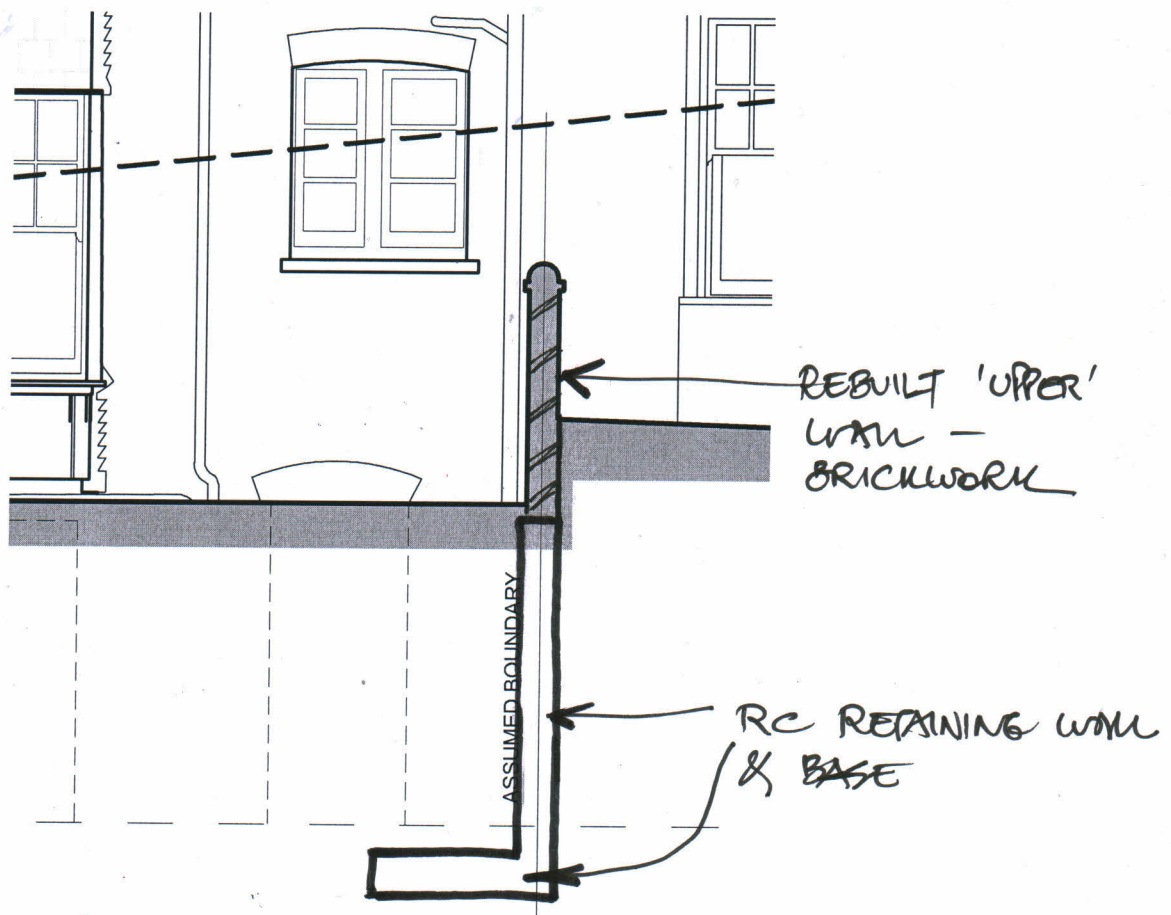 REBUILT 'UPPER'
WALL -
BRICKWORK
ASSUMED BOUNDARY
RC RETAINING WALL
& BASE